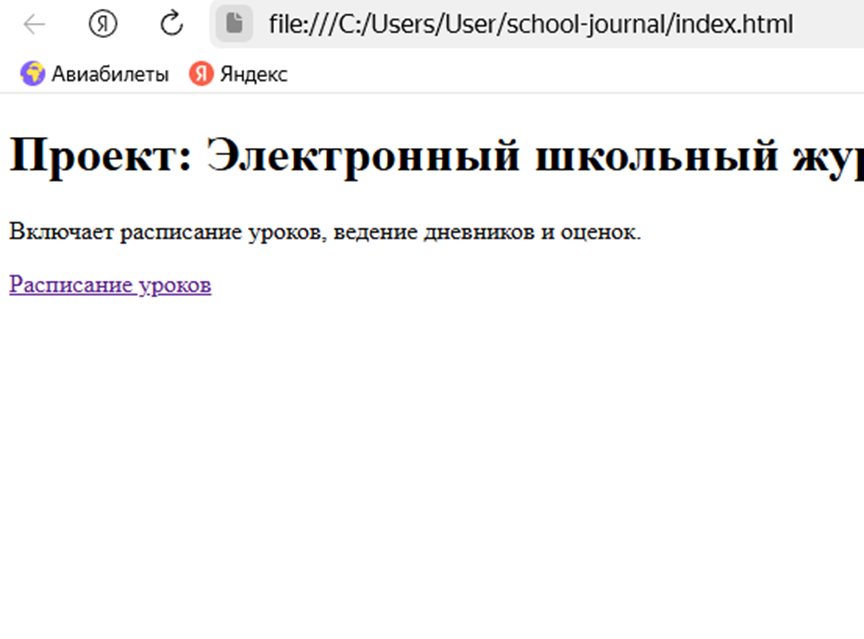 file:///C:/Users/User/school-journal/index.html
Авиабилеты Яндекс
Проект: Электронный школьный
Включает расписание уроков, ведение дневников и оценок.
Расписание уроков